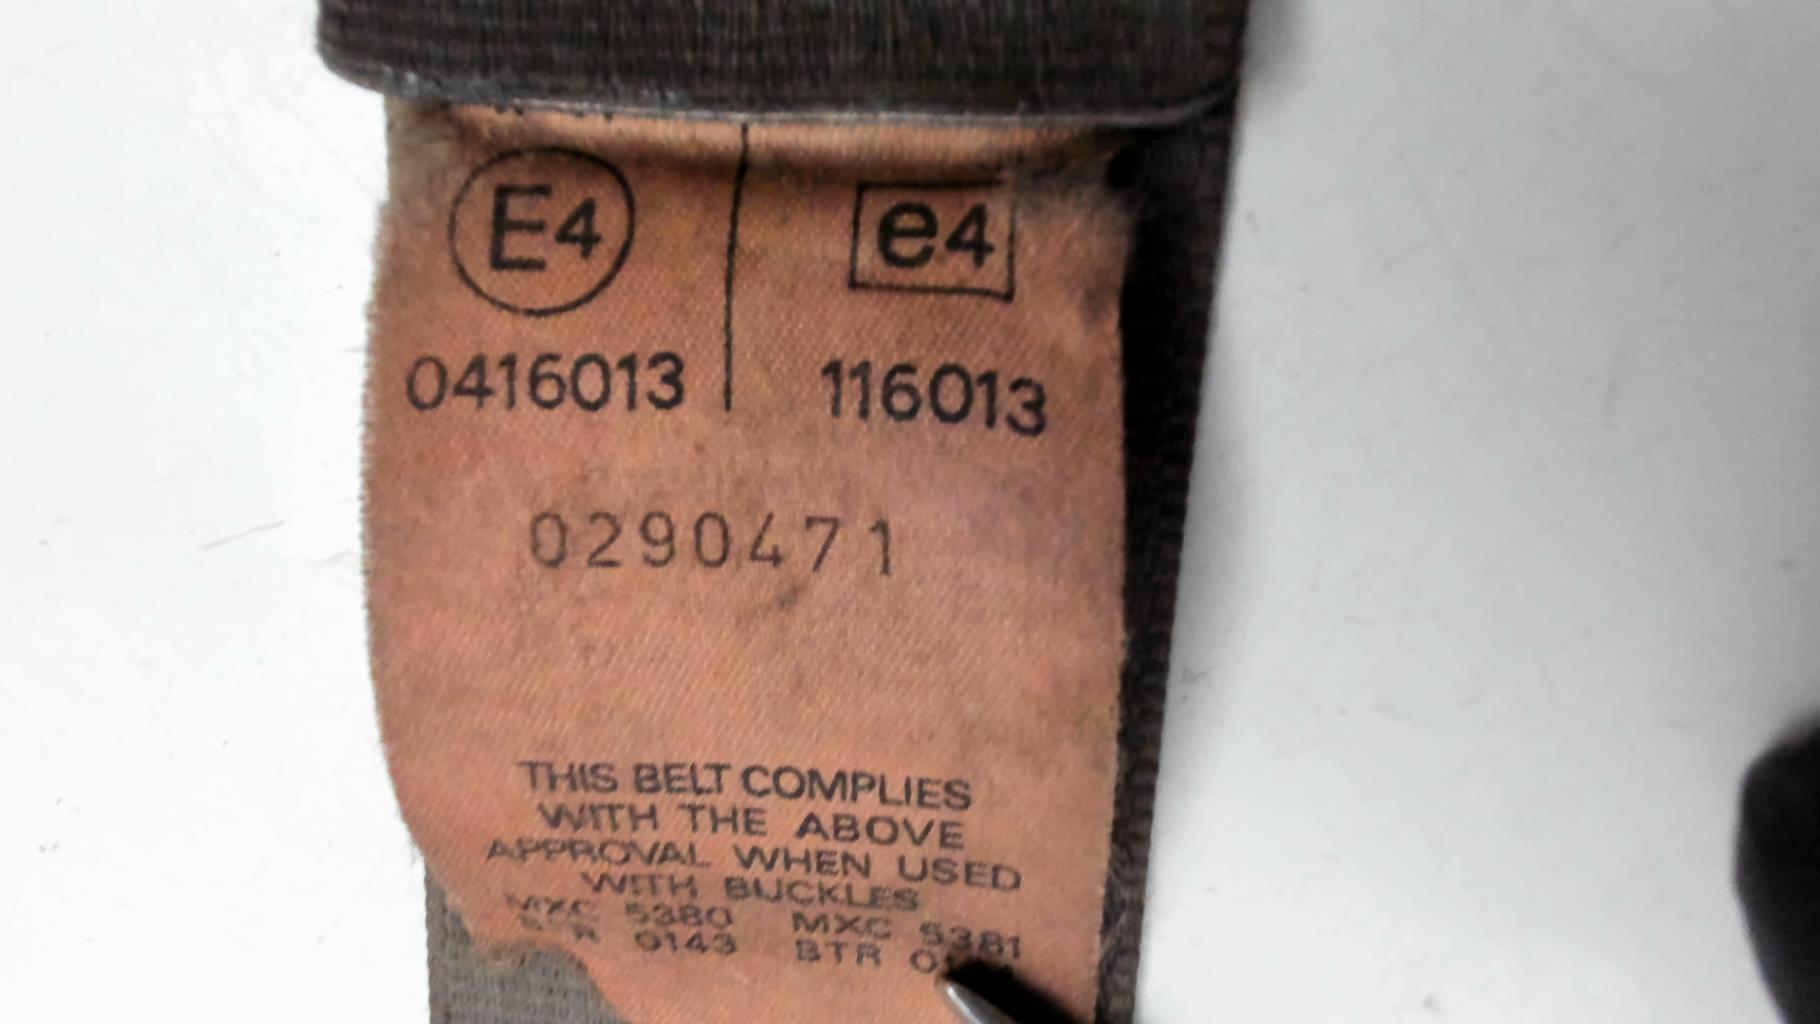 E4 e4
0416013 116013
0290471
THIS BELT COMPLIES
WITH THE ABOVE
APPROVAL WHEN USED
WITH BUCKLES
MXC 5380 MXC 5381
0143 BTR